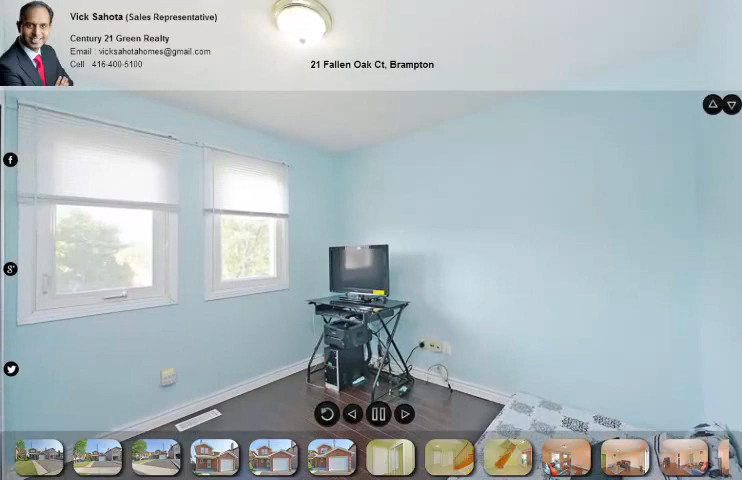 Vick Sahota (Sales Representative)
Century 21 Green Realty
Email : vicksahotahomes@gmail.com
Cell 416-400-5100
21 Fallen Oak Ct, Brampton